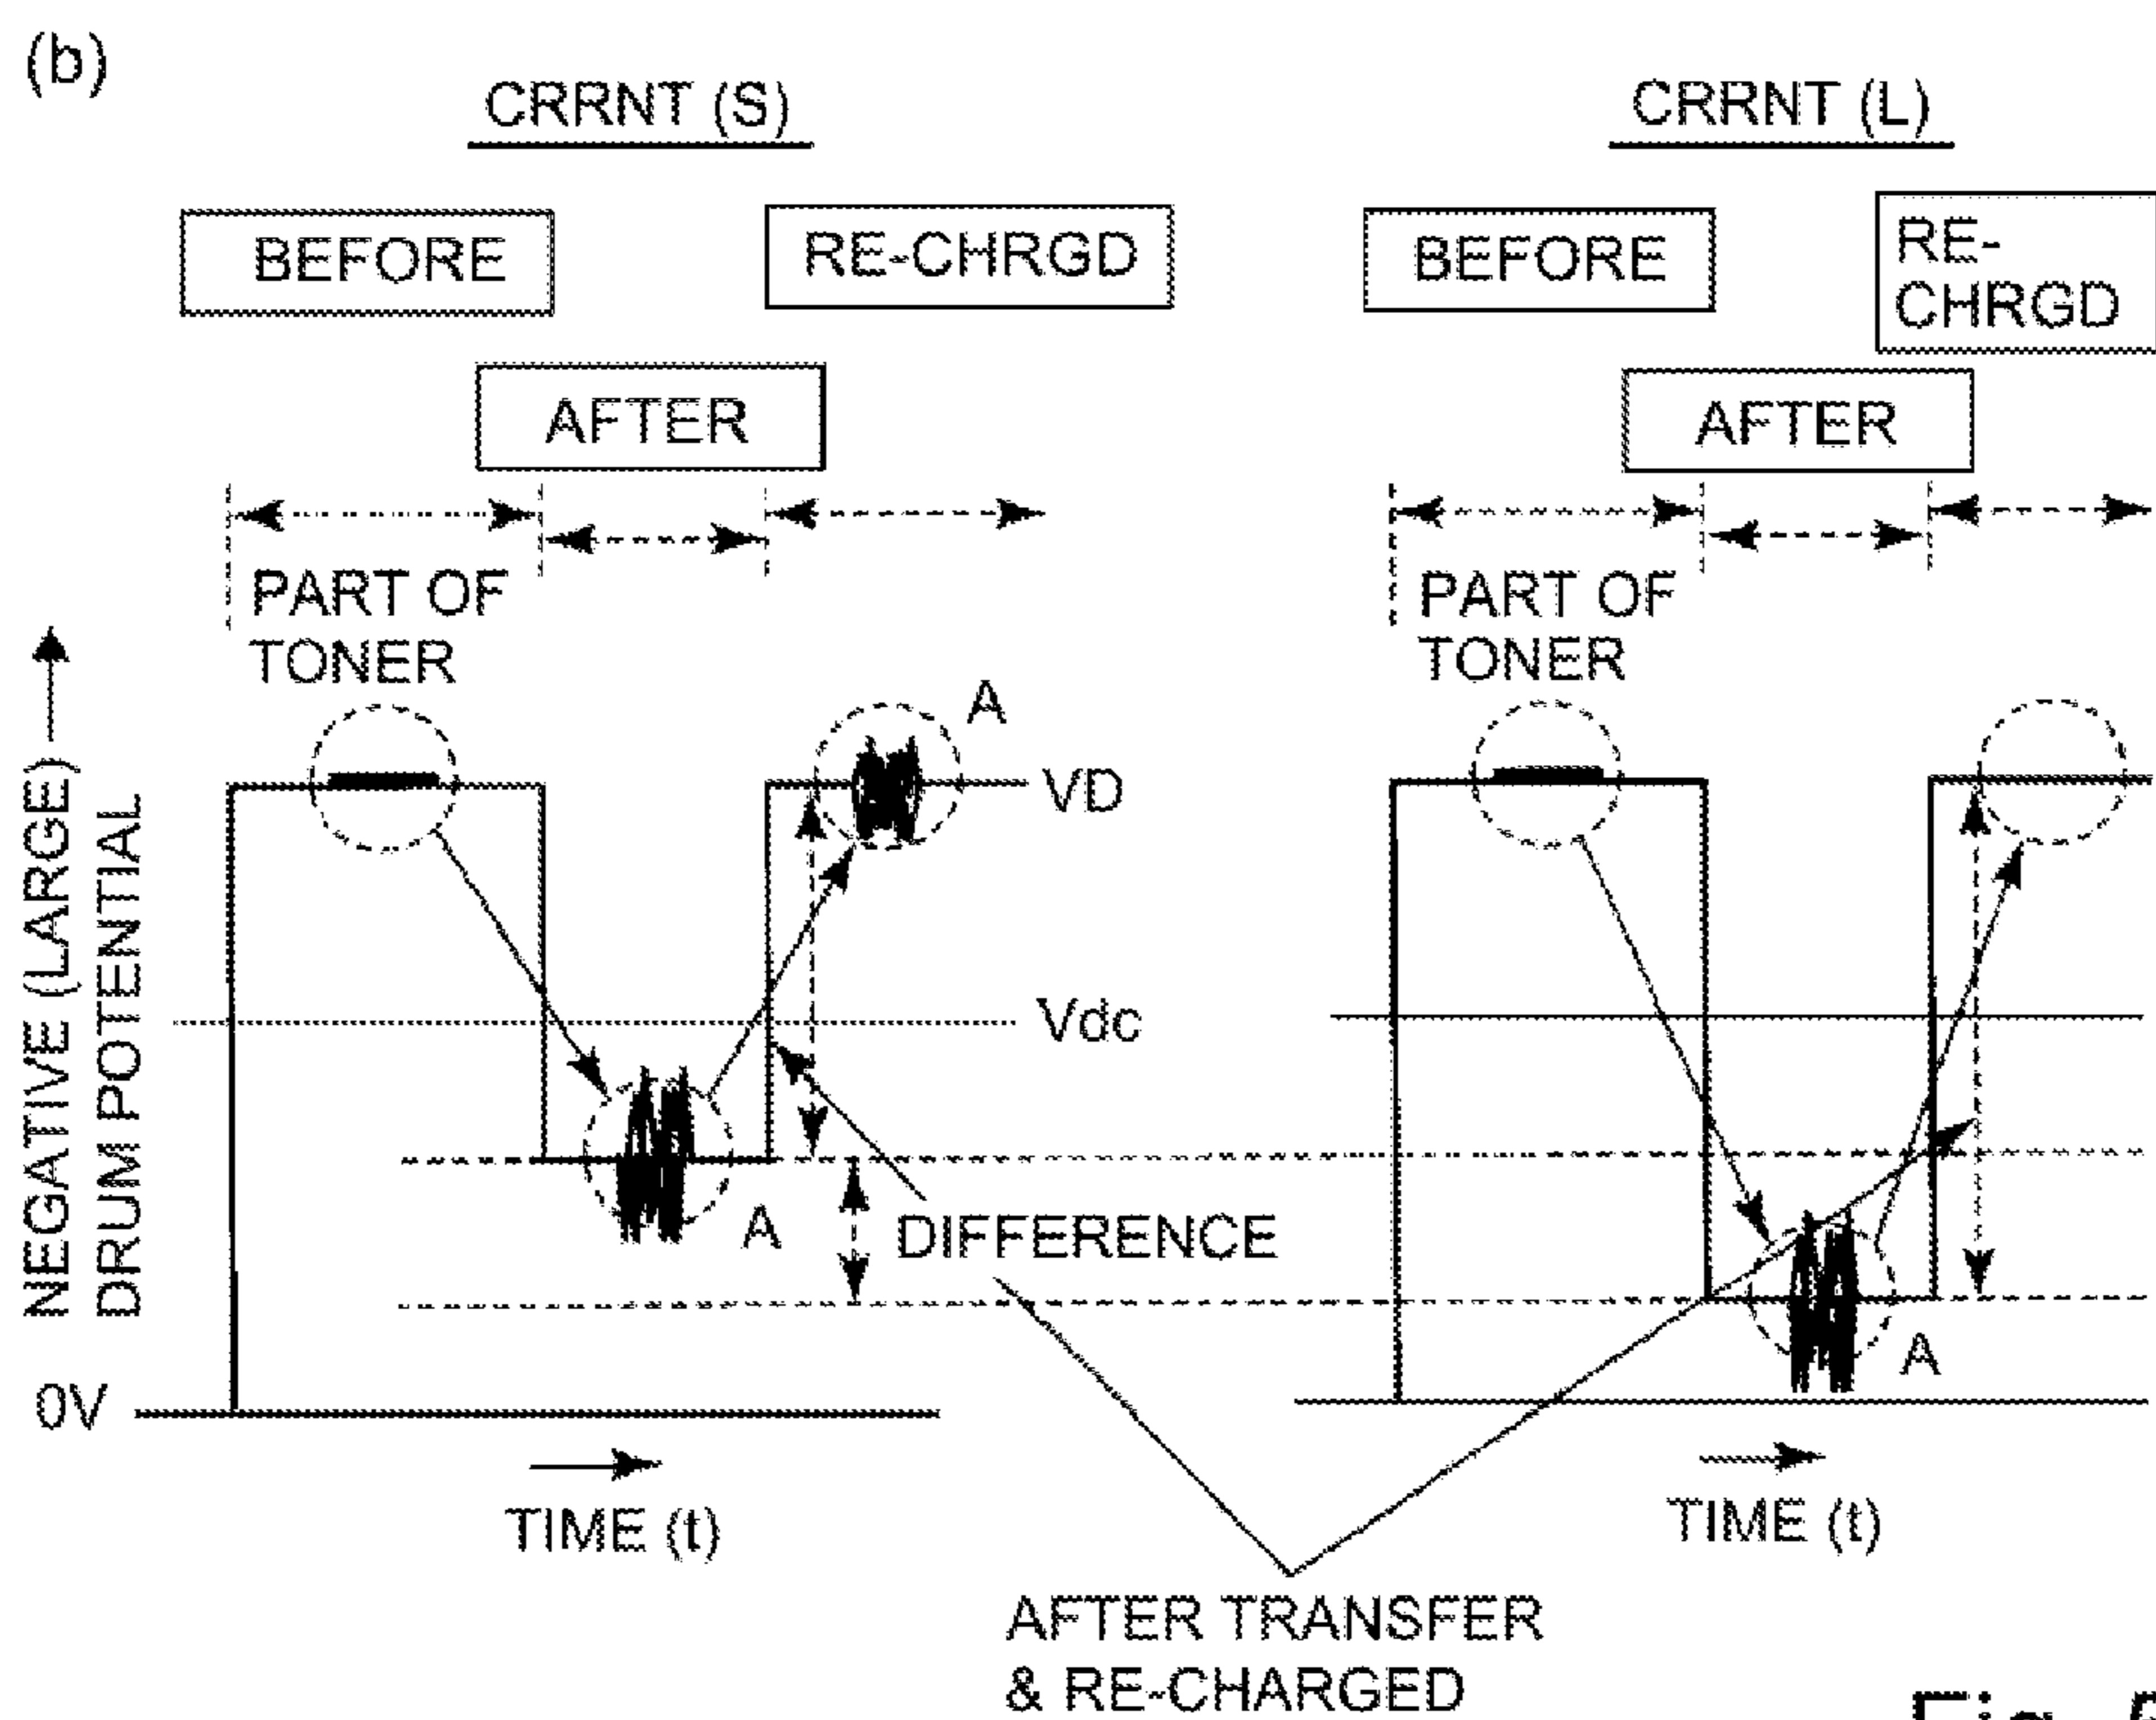 (b)
CRRNT (S)
CRRNT (L)
BEFORE
RE-CHRGD
BEFORE
RE-
CHRGD
AFTER
AFTER
PART OF
TONER
PART OF
TONER
A
VD
Vdc
NEGATIVE (LARGE)
DRUM POTENTIAL
A
DIFFERENCE
A
0V
TIME (t)
TIME (t)
AFTER TRANSFER
& RE-CHARGED